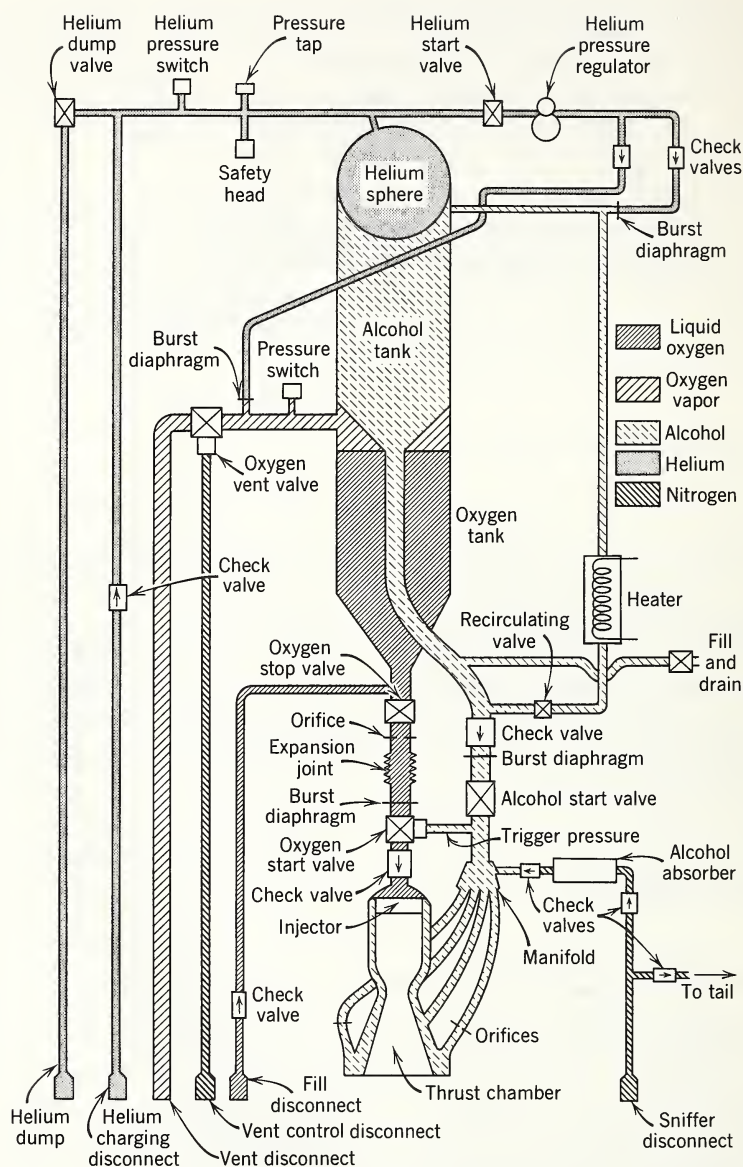 Helium
dump
valve
Helium
pressure
switch
Pressure
tap
Helium
start
valve
Helium
pressure
regulator
Check
valves
Safety
head
Helium
sphere
Burst
diaphragm
Alcohol
tank
Burst
diaphragm
Pressure
switch
Liquid
oxygen
Oxygen
vapor
Alcohol
Helium
Nitrogen
Oxygen
vent valve
Oxygen
tank
Check
valve
Heater
Recirculating
valve
Fill
and
drain
Oxygen
stop valve
Orifice
Expansion
joint
Burst
diaphragm
Oxygen
start valve
Check valve
Injector
Check valve
Burst diaphragm
Alcohol start valve
Trigger pressure
Alcohol
absorber
Check
valves
Manifold
To tail
Check
valve
Orifices
Thrust chamber
Fill
disconnect
Helium
dump
Helium
charging
disconnect
Vent control disconnect
Vent disconnect
Sniffer
disconnect